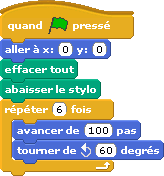 quand pressé
aller à x: 0 y: 0
effacer tout
abaisser le stylo
répéter 6 fois
avancer de 100 pas
tourner de 60 degrés